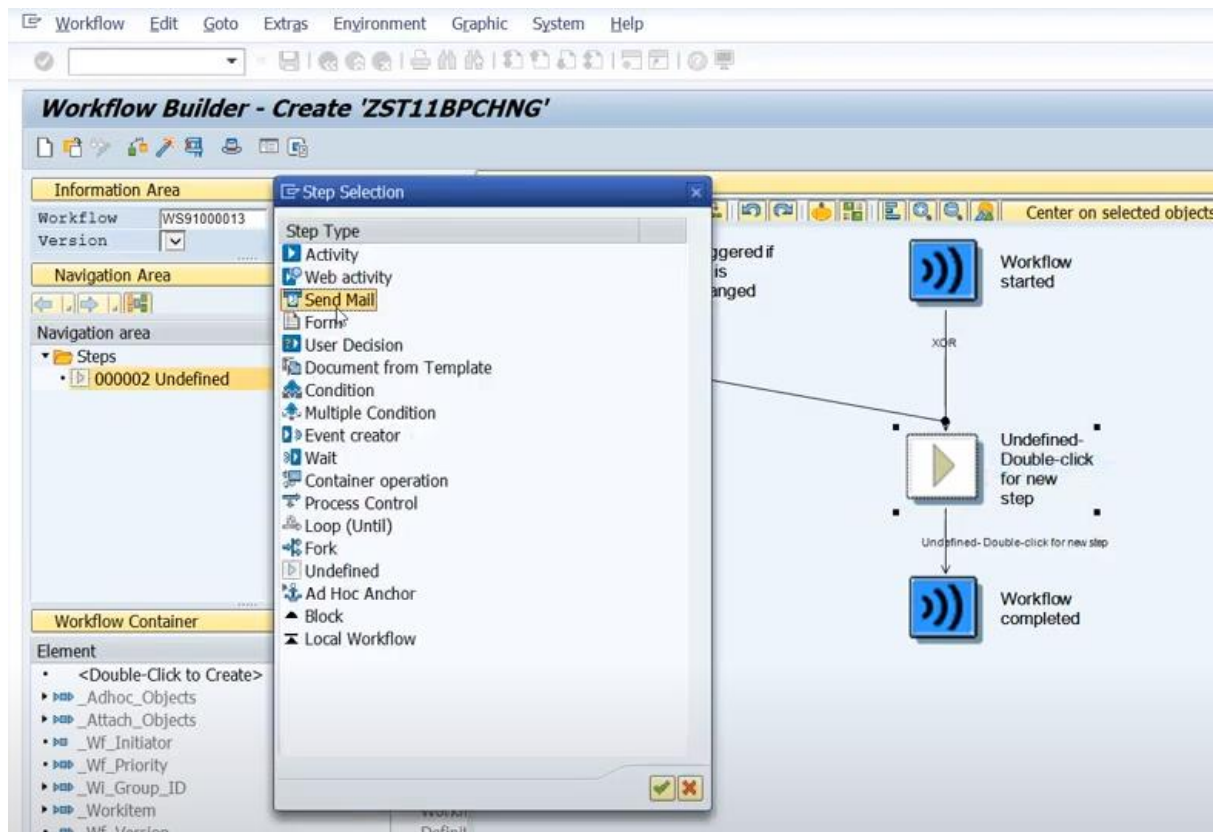 Workflow Edit Goto Extras Environment Graphic System Help
Workflow Builder - Create 'ZST11BPCHNG'
Information Area
Workflow WS91000013
Version
Navigation Area
Navigation area
Steps
000002 Undefined
Workflow Container
Element
<Double-Click to Create>
_Adhoc_Objects
_Attach_Objects
_Wf_Initiator
_Wf_Priority
_Wi_Group_ID
_Workitem
_Wf_Version
Step Selection
Step Type
Activity
Web activity
Send Mail
Form
User Decision
Document from Template
Condition
Multiple Condition
Event creator
Wait
Container operation
Process Control
Loop (Until)
Fork
Undefined
Ad Hoc Anchor
Block
Local Workflow
Center on selected objects
ggered if
is
anged
Workflow
started
XOR
Undefined-
Double-click
for new
step
Undefined- Double-click for new step
Workflow
completed